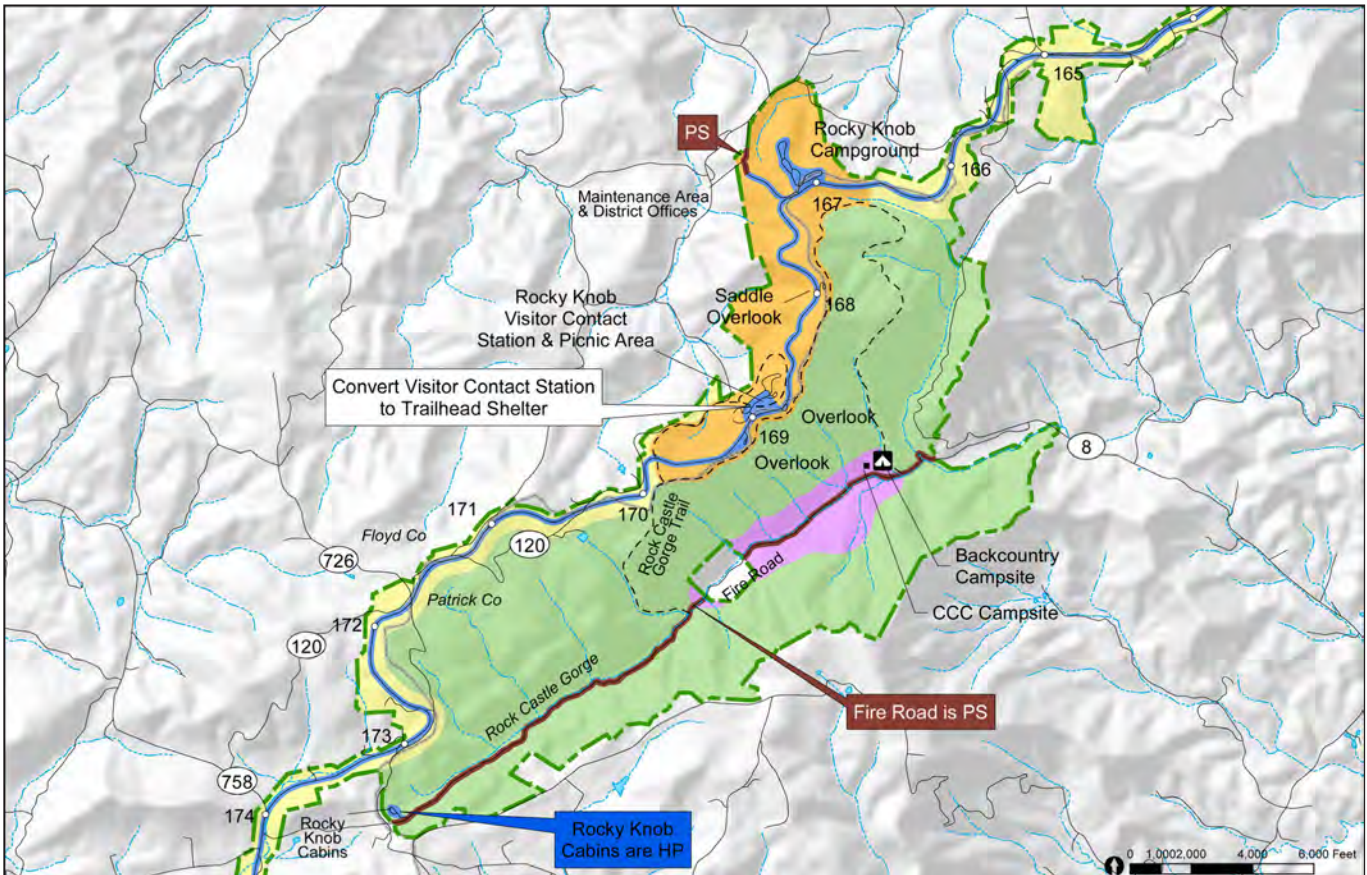 165
PS
Rocky Knob
Campground
166
Maintenance Area
& District Offices
167
Rocky Knob
Visitor Contact
Station & Picnic Area
Saddle
Overlook
168
Convert Visitor Contact Station
to Trailhead Shelter
169
Overlook
Overlook
8
170
171
Rock Castle
Gorge Trail
Floyd Co
726
120
Backcountry
Campsite
Fire Road
Patrick Co
CCC Campsite
172
120
Rock Castle Gorge
Fire Road is PS
173
758
174
Rocky
Knob
Cabins
Rocky Knob
Cabins are HP
0 1,0002,000 4,000 6,000 Feet